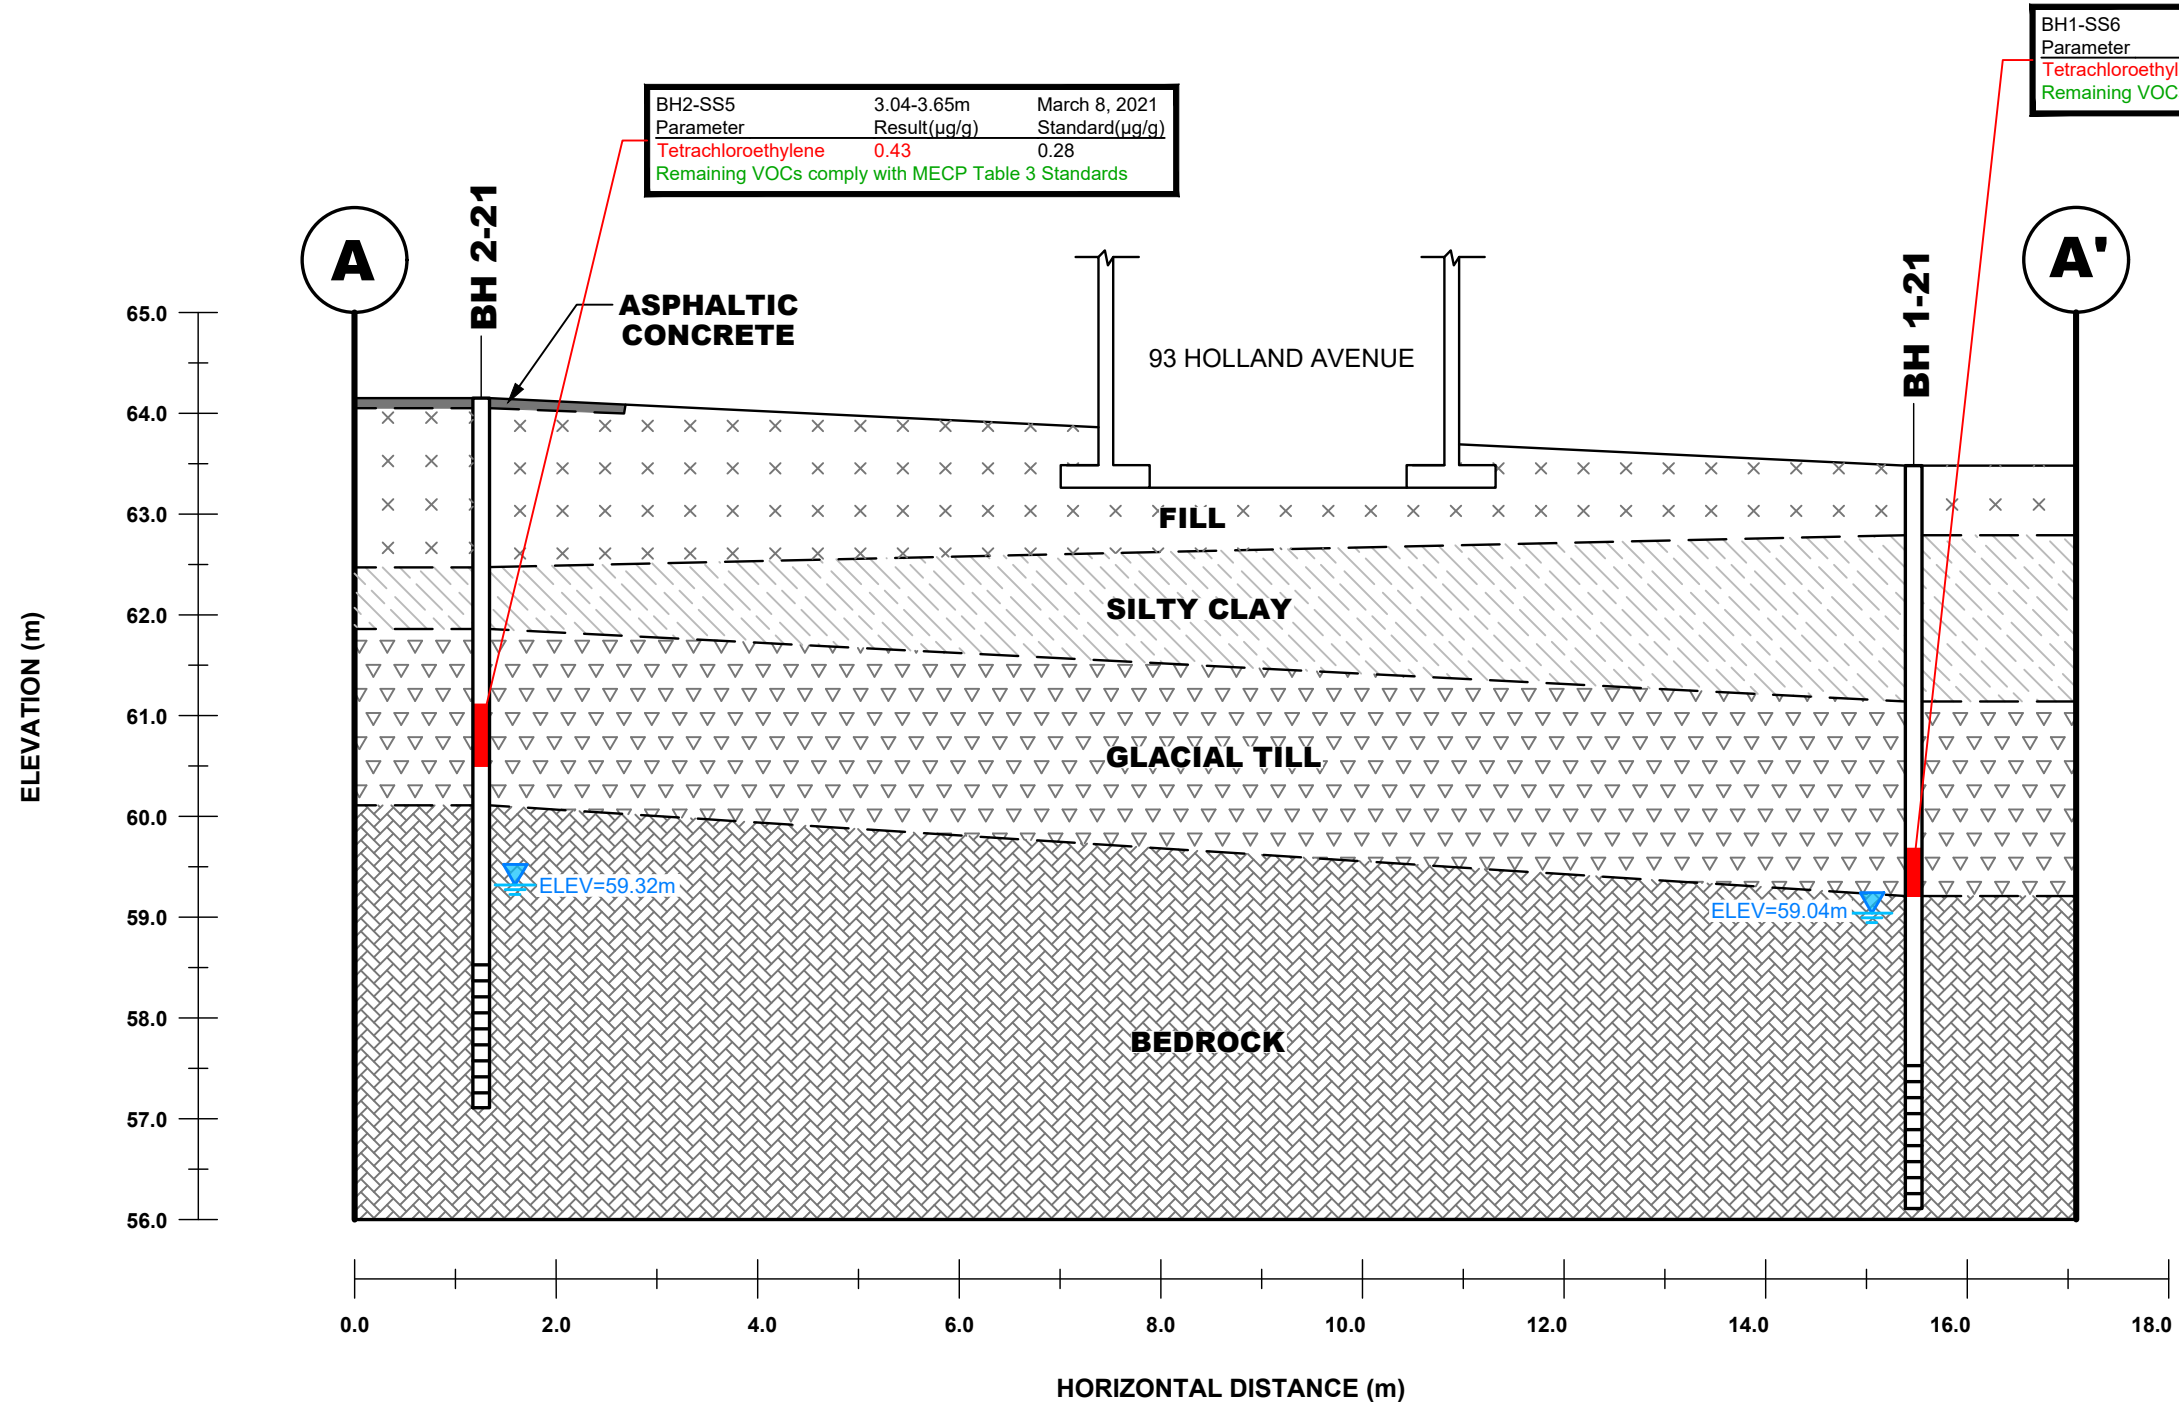 BH1-SS6
Parameter
Tetrachloroethyl
Remaining VOC
BH2-SS5 3.04-3.65m March 8, 2021
Parameter Result(µg/g) Standard(µg/g)
Tetrachloroethylene 0.43 0.28
Remaining VOCs comply with MECP Table 3 Standards
A
BH 2-21
ASPHALTIC
CONCRETE
93 HOLLAND AVENUE
BH 1-21
A'
65.0
64.0
63.0
62.0
61.0
60.0
59.0
58.0
57.0
56.0
ELEVATION (m)
FILL
SILTY CLAY
GLACIAL TILL
ELEV=59.32m
ELEV=59.04m
BEDROCK
0.0 2.0 4.0 6.0 8.0 10.0 12.0 14.0 16.0 18.0
HORIZONTAL DISTANCE (m)